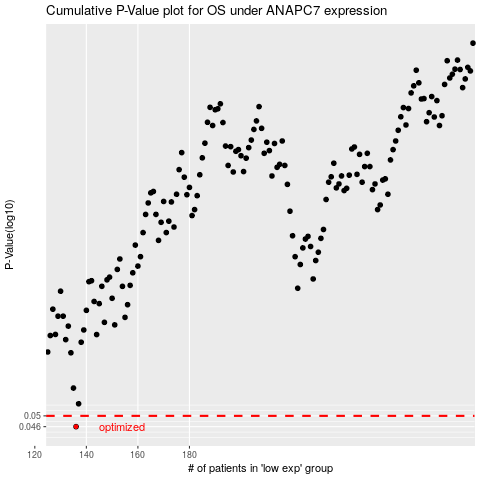 Cumulative P-Value plot for OS under ANAPC7 expression
P-Value(log10)
0.05
0.046
optimized
120 140 160 180
# of patients in 'low exp' group